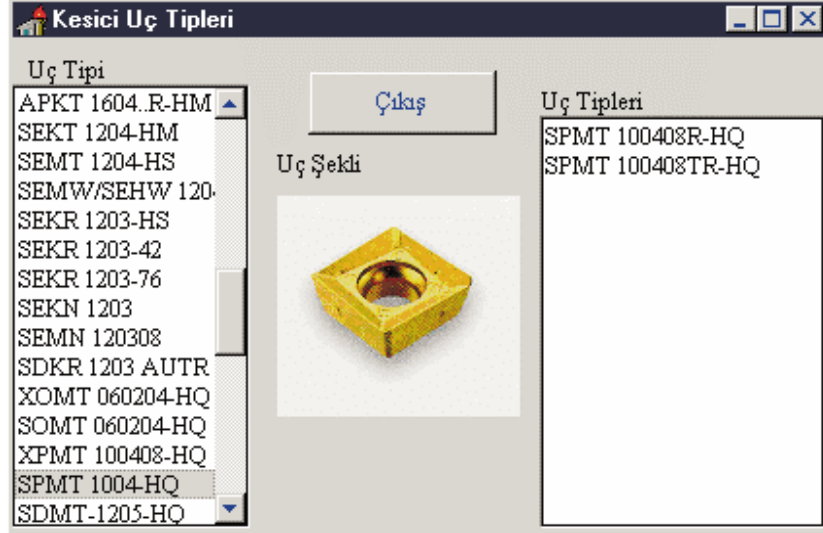 Kesici Uç Tipleri
Uç Tipi
APKT 1604..R-HM
SEKT 1204-HM
SEMT 1204-HS
SEMW/SEHW 120
SEKR 1203-HS
SEKR 1203-42
SEKR 1203-76
SEKN 1203
SEMN 120308
SDKR 1203 AUTR
XOMT 060204-HQ
SOMT 060204-HQ
XPMT 100408-HQ
SPMT 1004-HQ
SDMT-1205-HQ
Çıkış
Uç Şekli
Uç Tipleri
SPMT 100408R-HQ
SPMT 100408TR-HQ